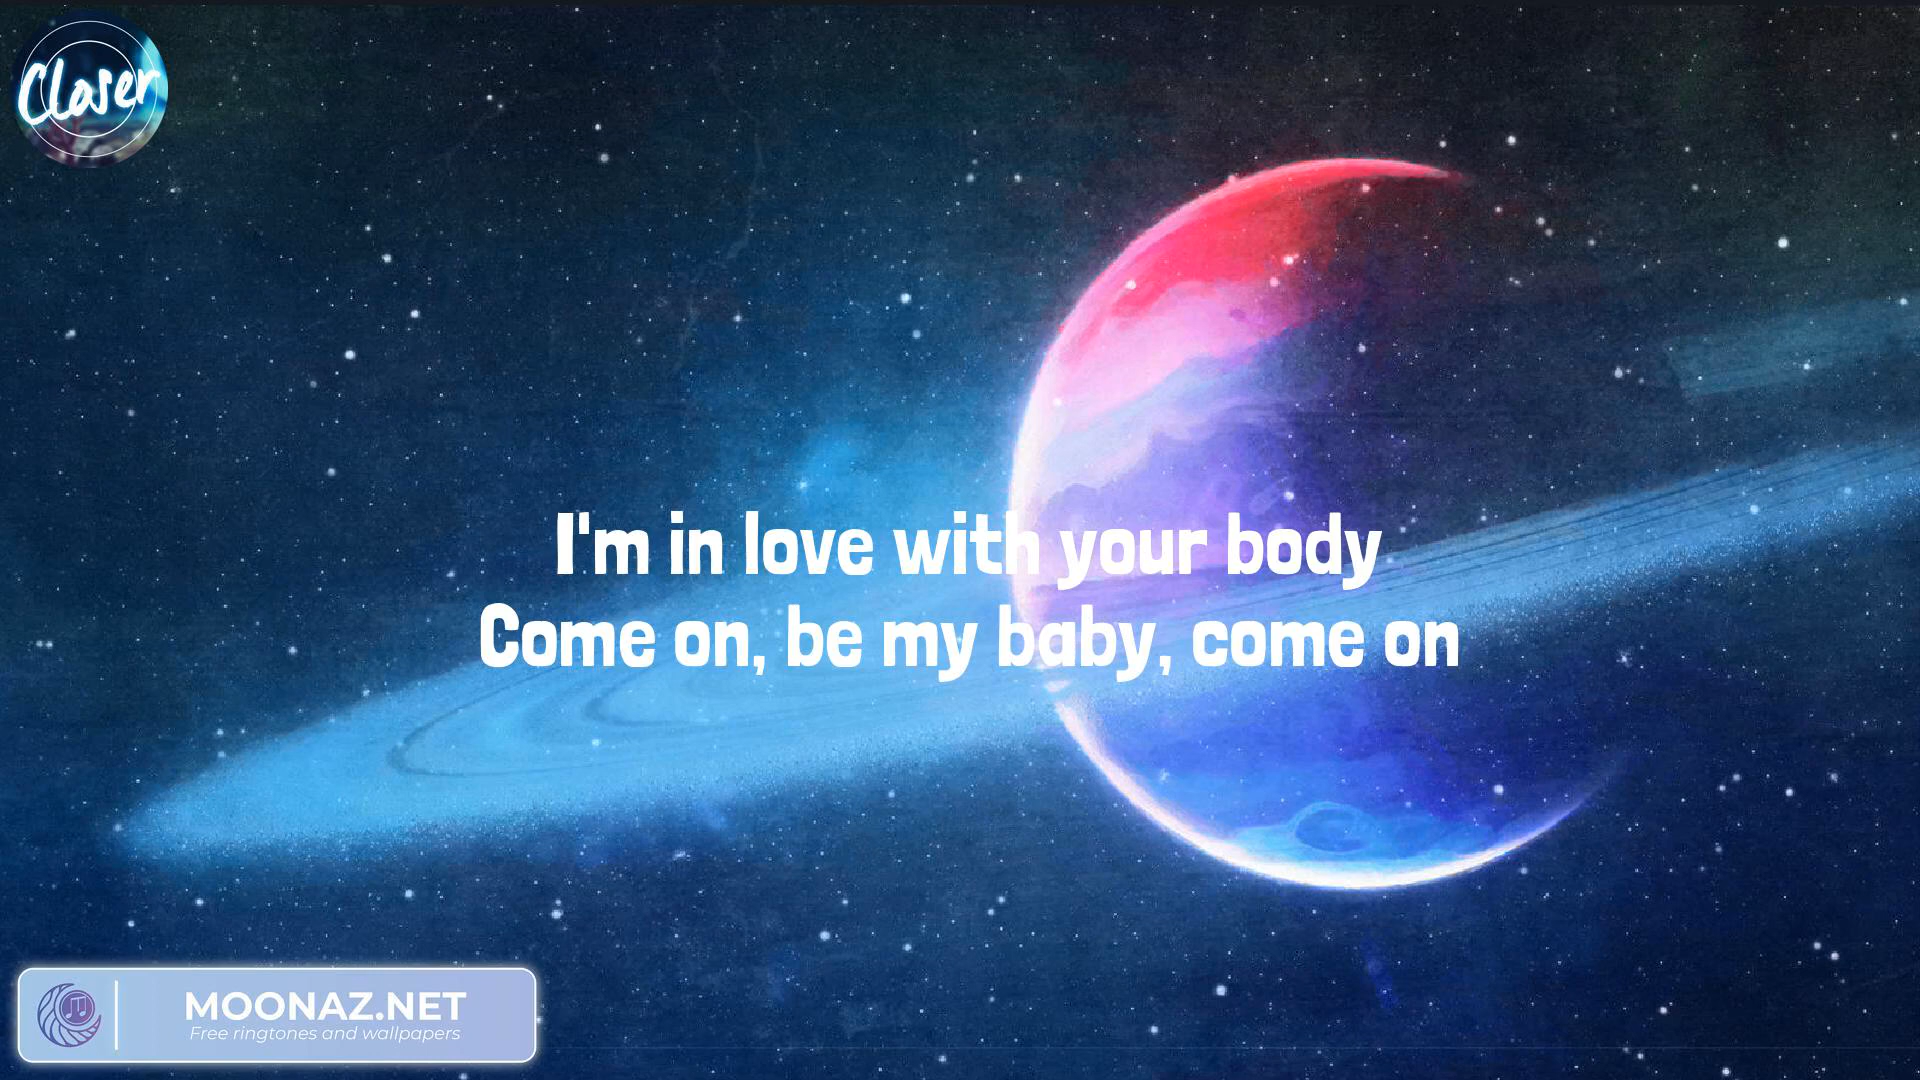 Closer
I'm in love with your body
Come on, be my baby, come on
MOONAZ.NET
Free ringtones and wallpapers